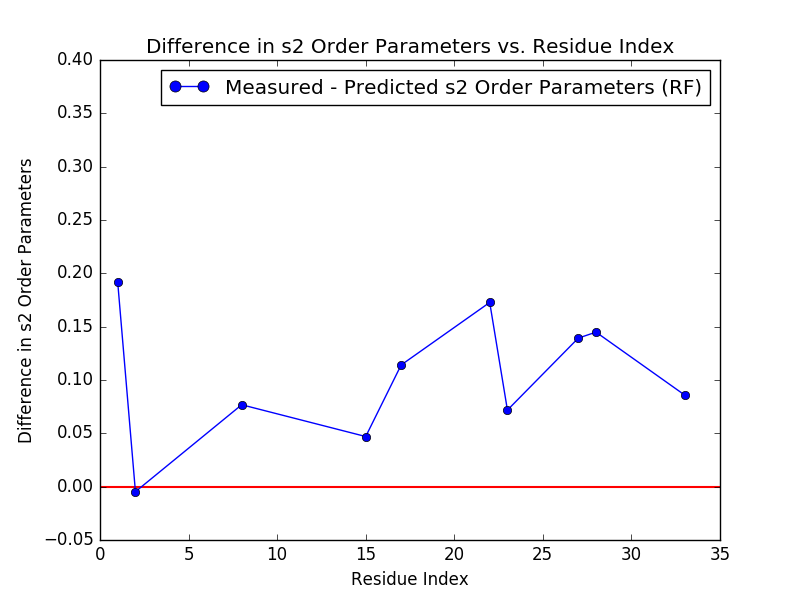 Difference in s2 Order Parameters vs. Residue Index
Measured - Predicted s2 Order Parameters (RF)
Difference in s2 Order Parameters
0.40
0.35
0.30
0.25
0.20
0.15
0.10
0.05
0.00
−0.05
0 5 10 15 20 25 30 35
Residue Index